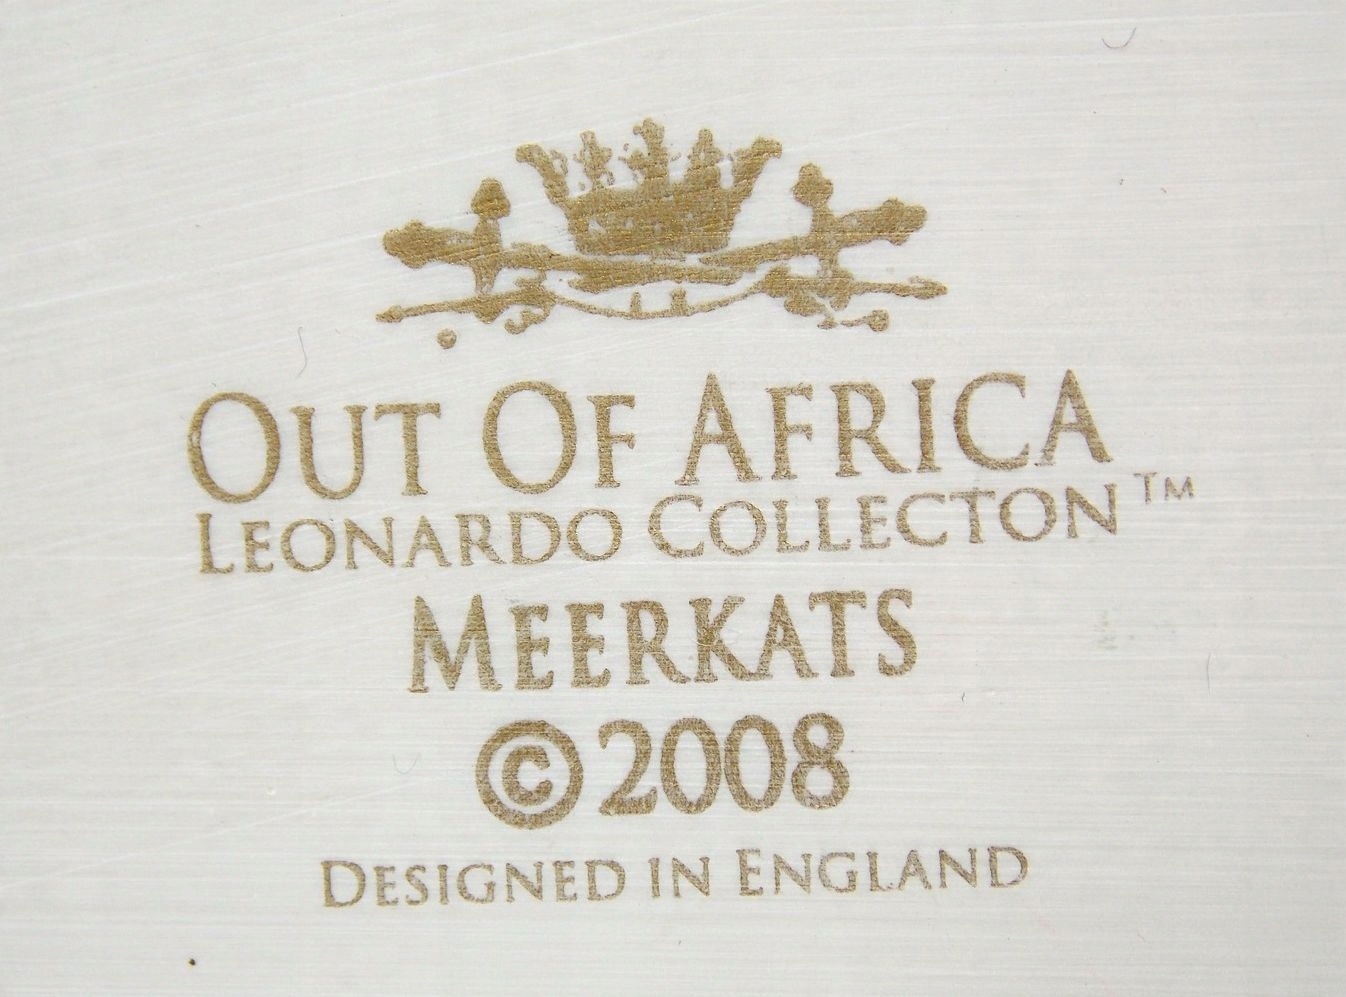 Out Of Africa
Leonardo Collecton™
Meerkats
© 2008
Designed in England